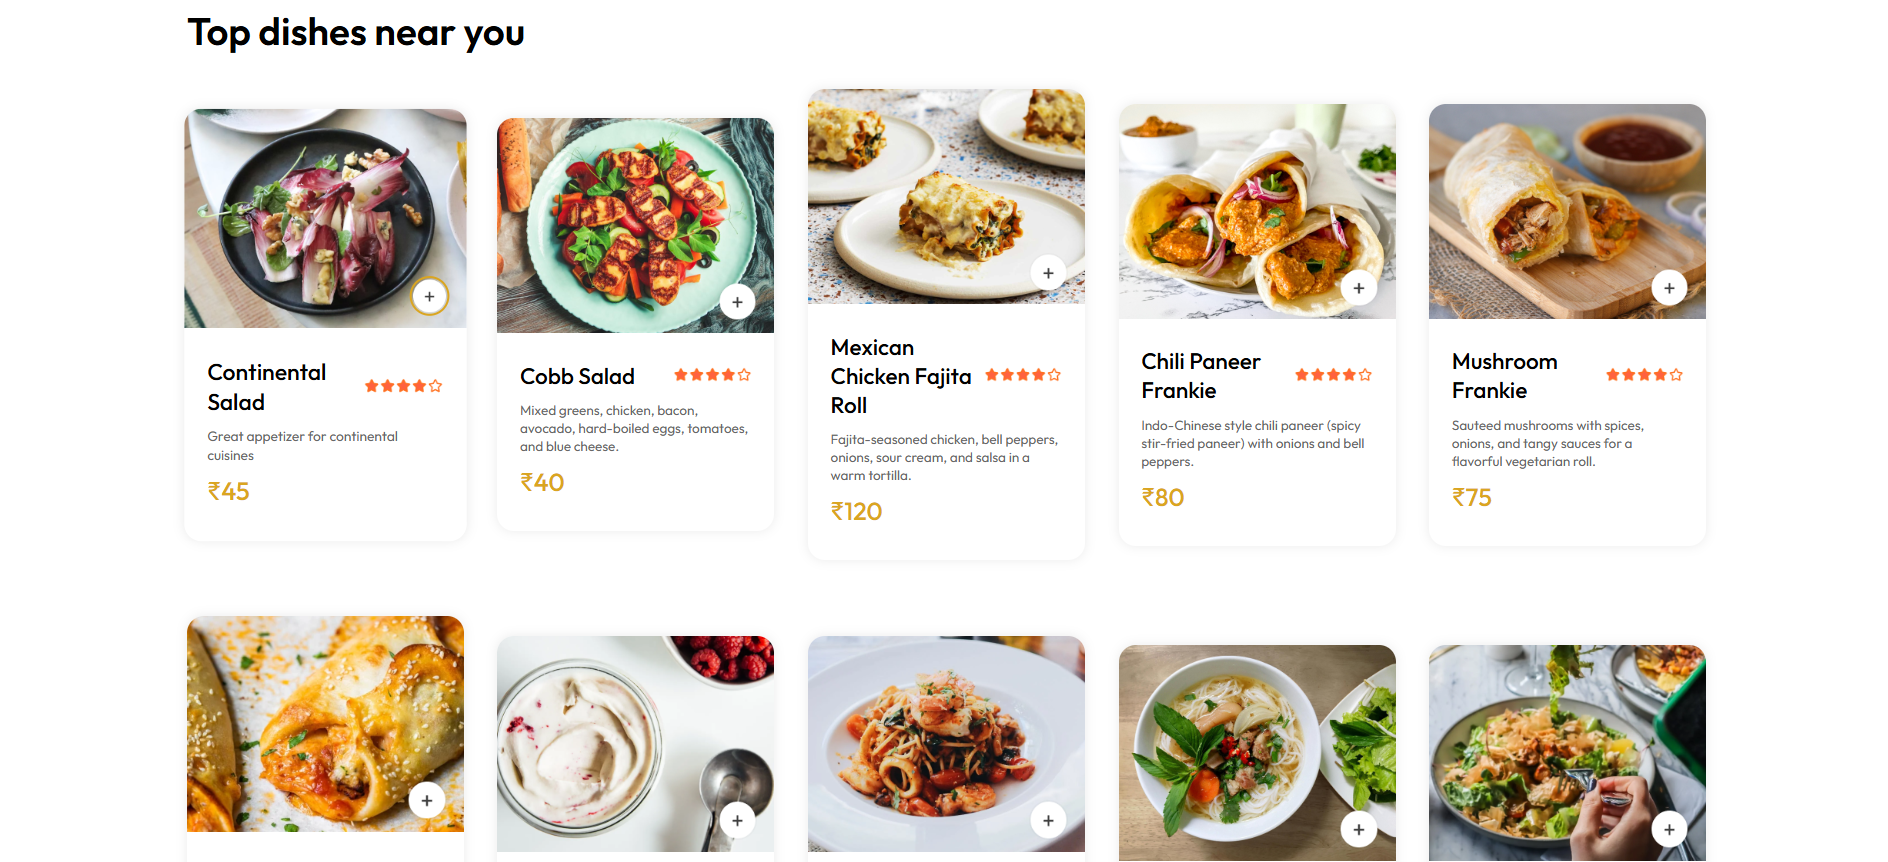 Top dishes near you
Continental
Salad
Great appetizer for continental
cuisines
₹45
Cobb Salad
Mixed greens, chicken, bacon,
avocado, hard-boiled eggs, tomatoes,
and blue cheese.
₹40
Mexican
Chicken Fajita
Roll
Fajita-seasoned chicken, bell peppers,
onions, sour cream, and salsa in a
warm tortilla.
₹120
Chili Paneer
Frankie
Indo-Chinese style chili paneer (spicy
stir-fried paneer) with onions and bell
peppers.
₹80
Mushroom
Frankie
Sauteed mushrooms with spices,
onions, and tangy sauces for a
flavorful vegetarian roll.
₹75